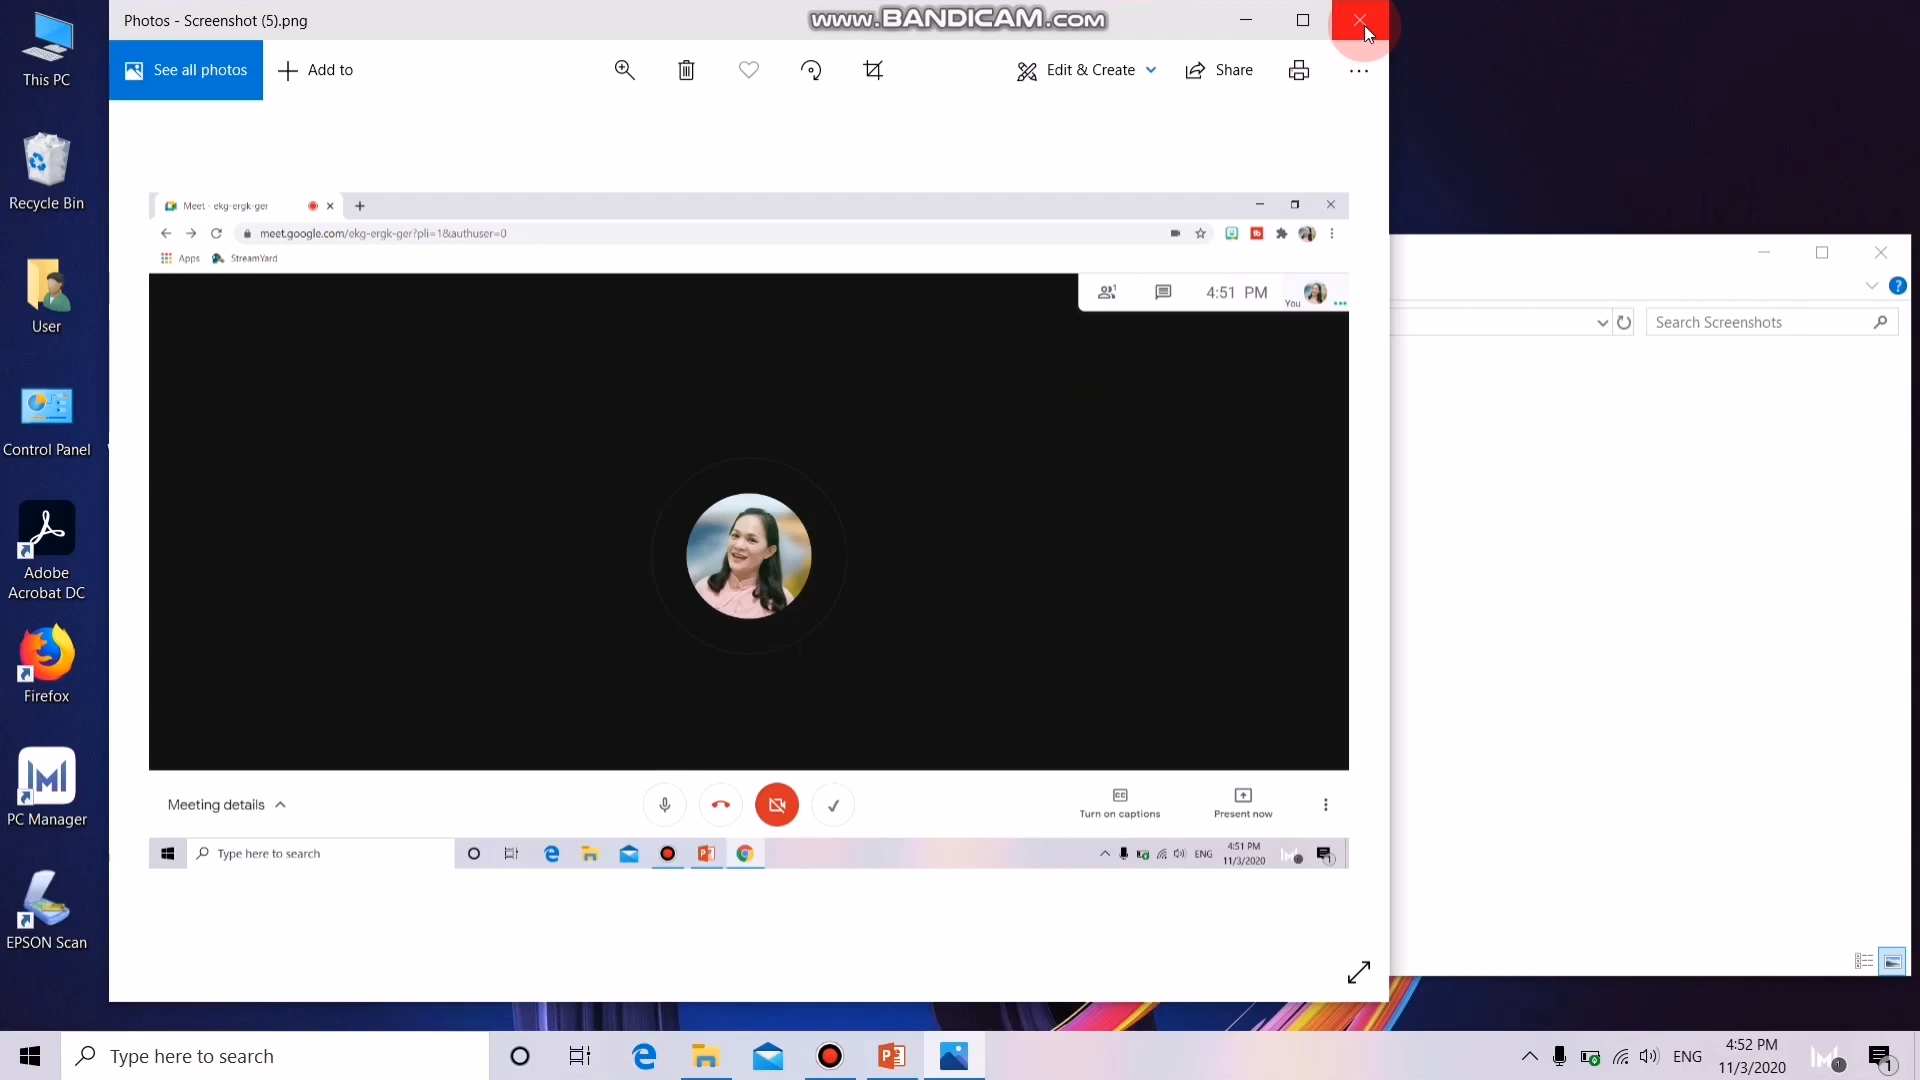 Photos - Screenshot (5).png
www.BANDICAM.com
This PC
See all photos
Add to
Edit & Create
Share
Recycle Bin
Meet - ekg-ergk-ger
meet.google.com/ekg-ergk-ger?pli=1&authuser=0
Apps
StreamYard
1
4:51 PM
You
User
Search Screenshots
Control Panel
Adobe
Acrobat DC
Firefox
PC Manager
Meeting details
Turn on captions
Present now
Type here to search
ENG
4:51 PM
11/3/2020
1
EPSON Scan
Type here to search
ENG
4:52 PM
11/3/2020
1
1